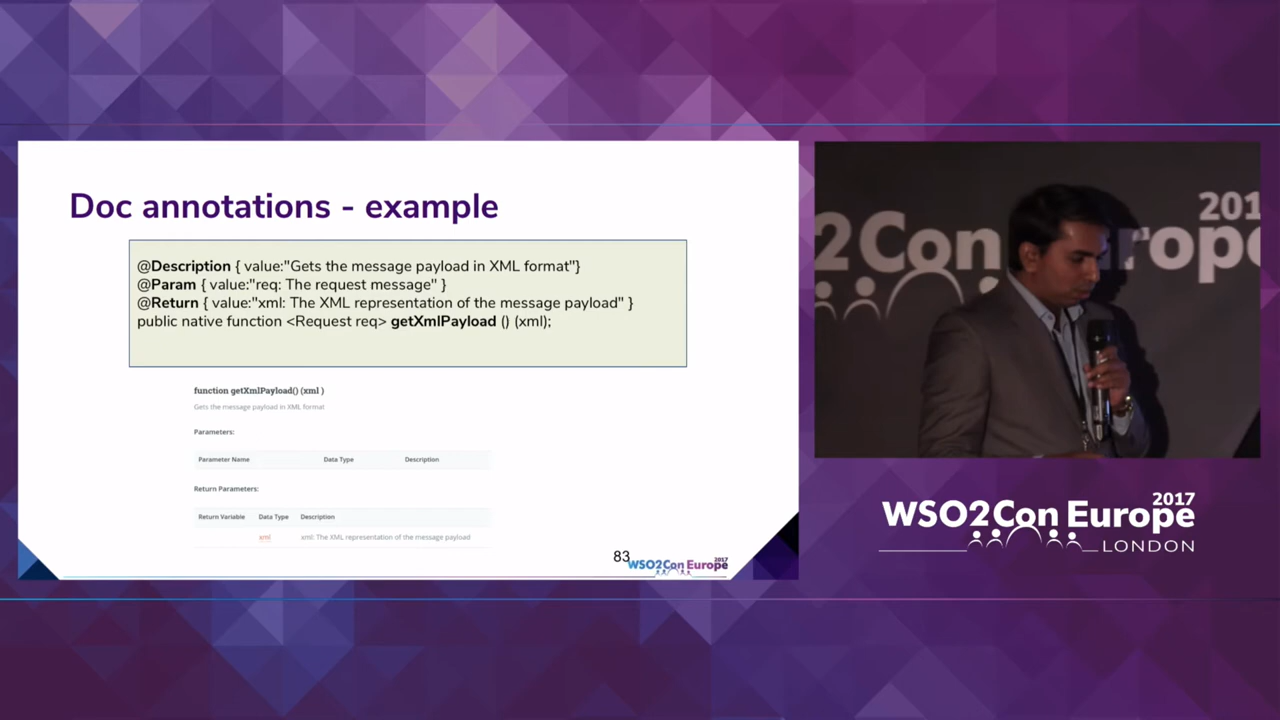 Doc annotations - example
@Description { value:"Gets the message payload in XML format"}
@Param { value:"req: The request message" }
@Return { value:"xml: The XML representation of the message payload" }
public native function <Request req> getXmlPayload () (xml);
function getXmlPayload() (xml )
Gets the message payload in XML format
Parameters:
Parameter Name Data Type Description
Return Parameters:
Return Variable Data Type Description
xml xml: The XML representation of the message payload
83
WSO2Con Europe 2017
201
2Con Europe
2017
WSO2Con Europe
LONDON